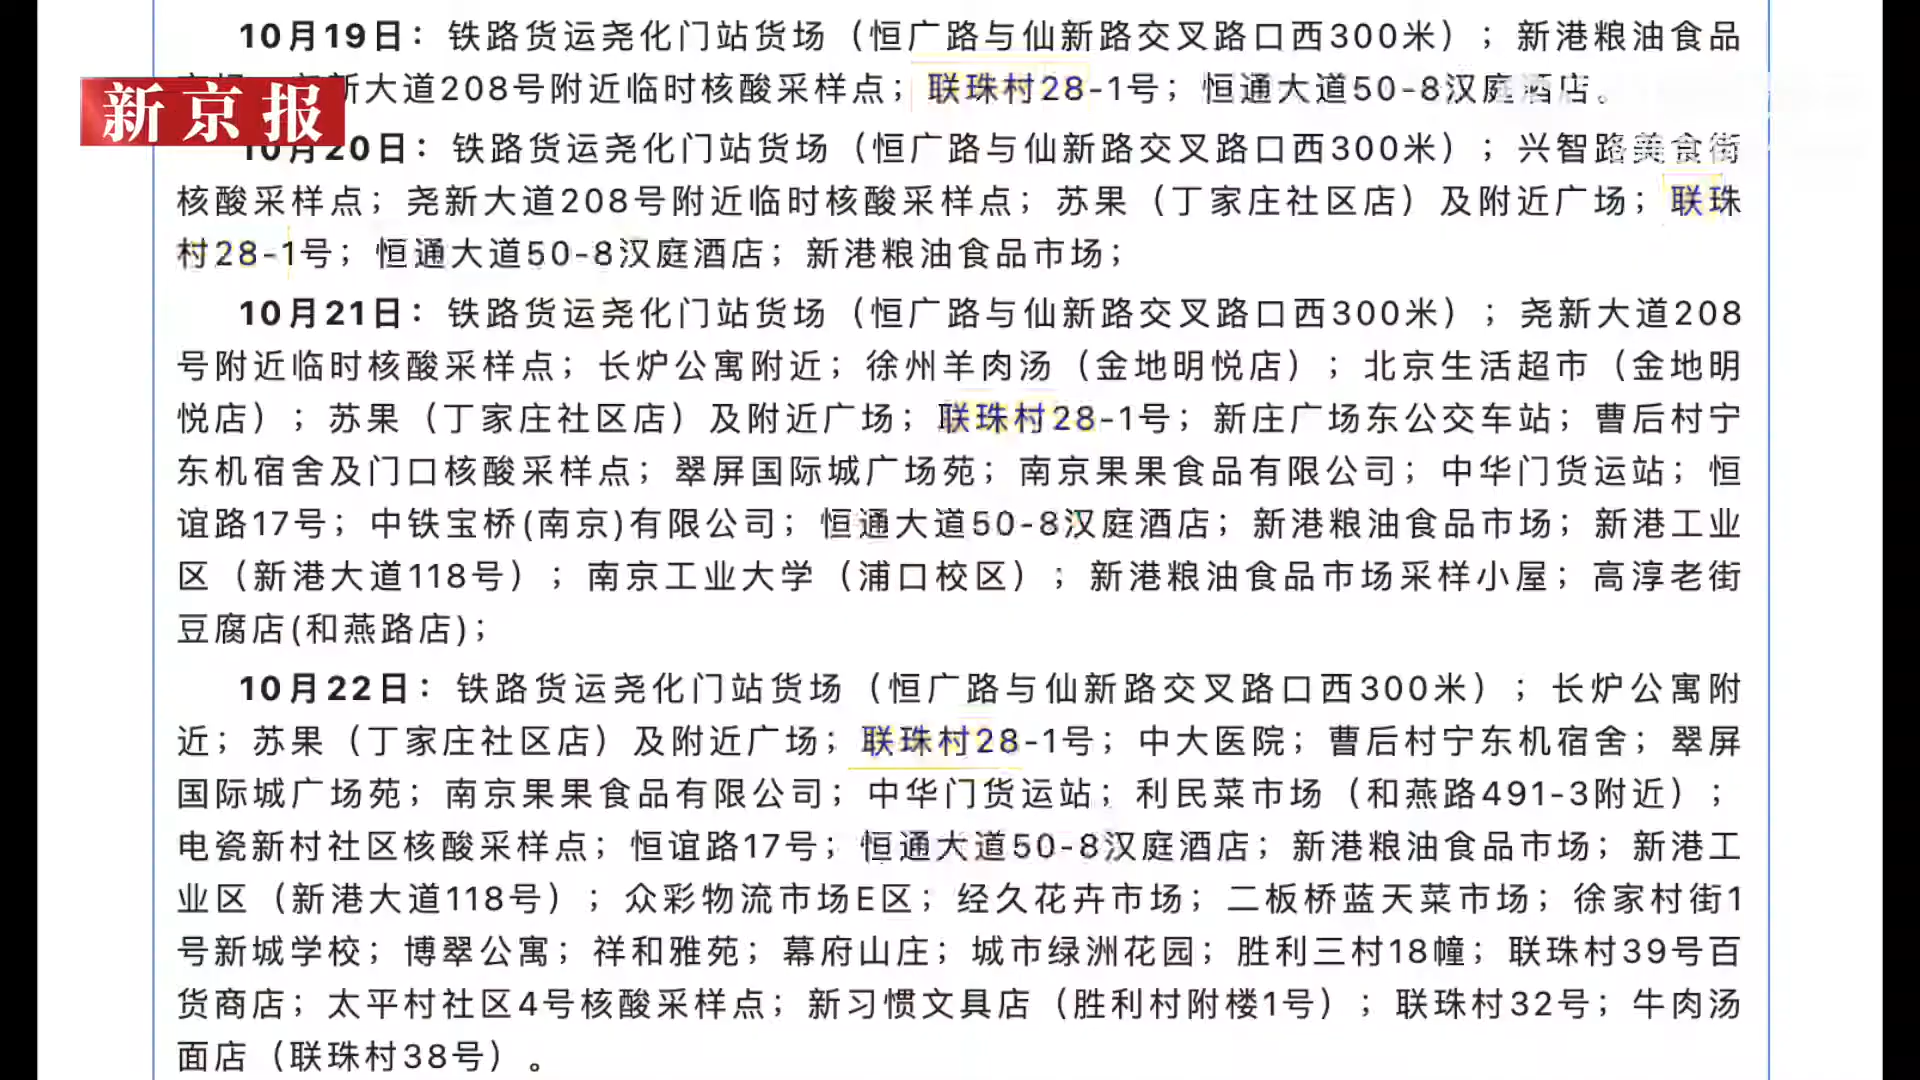 10月19日：铁路货运尧化门站货场（恒广路与仙新路交叉路口西300米）；新港粮油食品
新大道208号附近临时核酸采样点；联珠村28-1号；恒通大道50-8汉庭酒店。
新京报
10月20日：铁路货运尧化门站货场（恒广路与仙新路交叉路口西300米）；兴智路美食街
核酸采样点；尧新大道208号附近临时核酸采样点；苏果（丁家庄社区店）及附近广场；联珠
村28-1号；恒通大道50-8汉庭酒店；新港粮油食品市场；
10月21日：铁路货运尧化门站货场（恒广路与仙新路交叉路口西300米）；尧新大道208
号附近临时核酸采样点；长炉公寓附近；徐州羊肉汤（金地明悦店）；北京生活超市（金地明
悦店）；苏果（丁家庄社区店）及附近广场；联珠村28-1号；新庄广场东公交车站；曹后村宁
东机宿舍及门口核酸采样点；翠屏国际城广场苑；南京果果食品有限公司；中华门货运站；恒
谊路17号；中铁宝桥(南京)有限公司；恒通大道50-8汉庭酒店；新港粮油食品市场；新港工业
区（新港大道118号）；南京工业大学（浦口校区）；新港粮油食品市场采样小屋；高淳老街
豆腐店(和燕路店)；
10月22日：铁路货运尧化门站货场（恒广路与仙新路交叉路口西300米）；长炉公寓附
近；苏果（丁家庄社区店）及附近广场；联珠村28-1号；中大医院；曹后村宁东机宿舍；翠屏
国际城广场苑；南京果果食品有限公司；中华门货运站；利民菜市场（和燕路491-3附近）；
电瓷新村社区核酸采样点；恒谊路17号；恒通大道50-8汉庭酒店；新港粮油食品市场；新港工
业区（新港大道118号）；众彩物流市场E区；经久花卉市场；二板桥蓝天菜市场；徐家村街1
号新城学校；博翠公寓；祥和雅苑；幕府山庄；城市绿洲花园；胜利三村18幢；联珠村39号百
货商店；太平村社区4号核酸采样点；新习惯文具店（胜利村附楼1号）；联珠村32号；牛肉汤
面店（联珠村38号）。